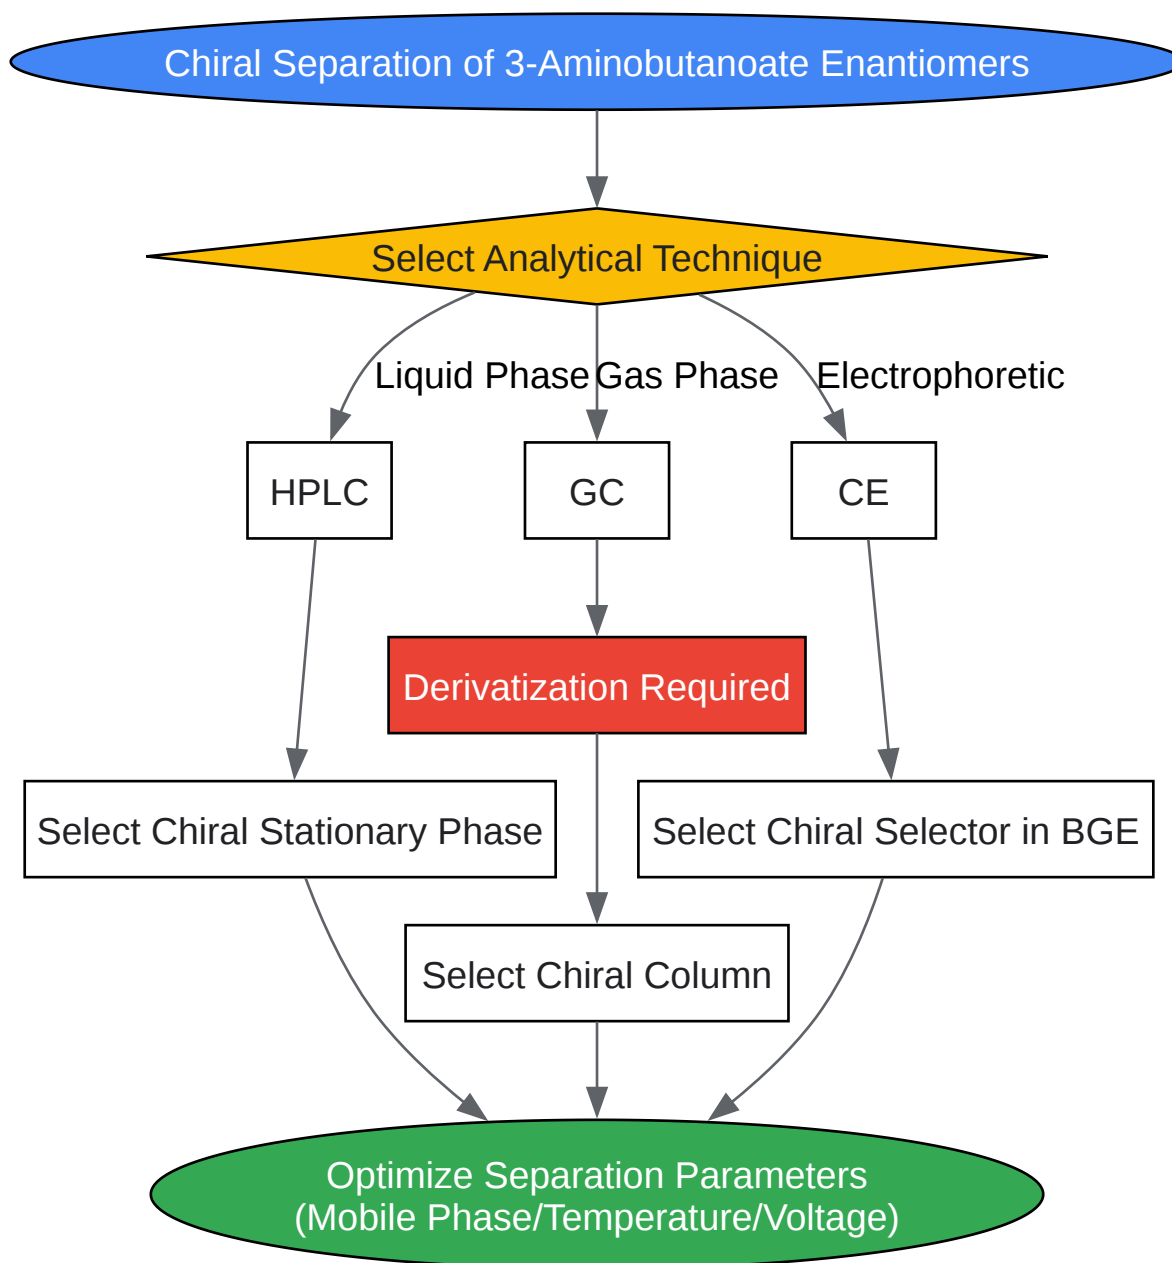 Chiral Separation of 3-Aminobutanoate Enantiomers
Select Analytical Technique
Liquid Phase
Gas Phase
Electrophoretic
HPLC
GC
CE
Derivatization Required
Select Chiral Stationary Phase
Select Chiral Selector in BGE
Select Chiral Column
Optimize Separation Parameters
(Mobile Phase/Temperature/Voltage)